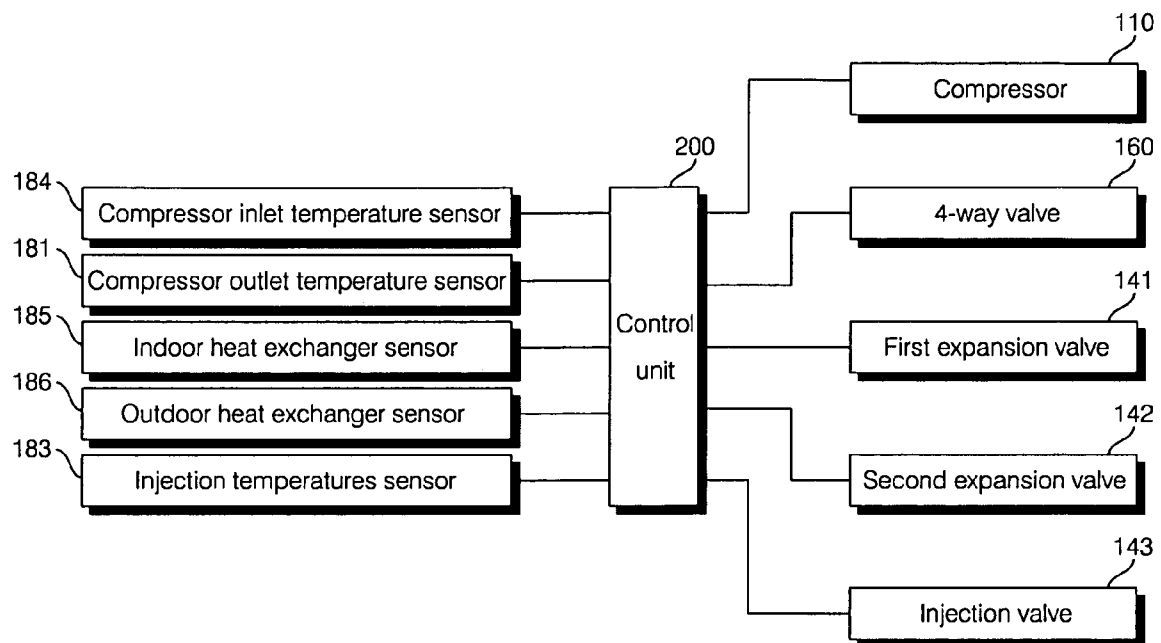 110
Compressor
200
160
184
Compressor inlet temperature sensor
4-way valve
181
Compressor outlet temperature sensor
185
Indoor heat exchanger sensor
Control
unit
141
First expansion valve
186
Outdoor heat exchanger sensor
142
183
Injection temperatures sensor
Second expansion valve
143
Injection valve